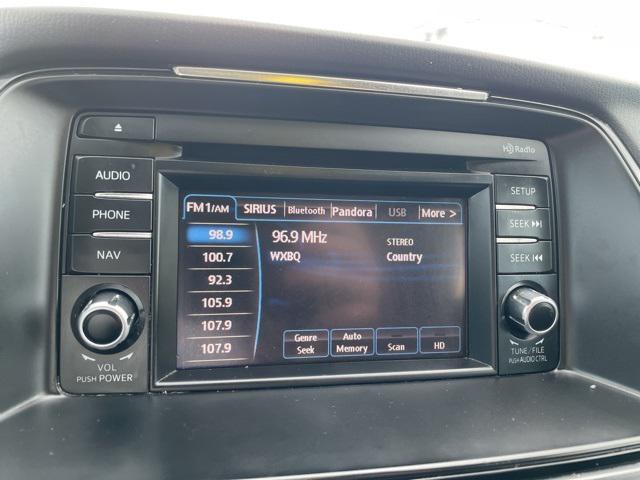 HD Radio
AUDIO
PHONE
NAV
VOL
PUSH POWER
FM1/AM SIRIUS Bluetooth Pandora USB More >
98.9
100.7
92.3
105.9
107.9
107.9
96.9 MHz STEREO
WXBQ Country
Genre Seek
Auto Memory
Scan
HD
SETUP
SEEK
SEEK
TUNE/FILE
PUSH AUDIO CTRL